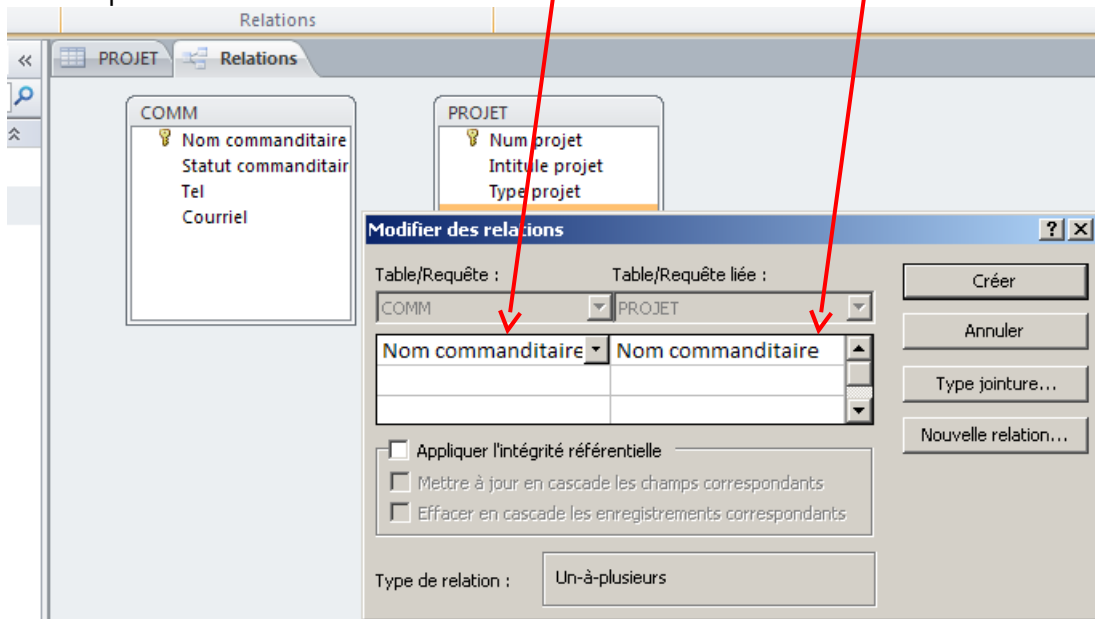 Relations
«
PROJET
Relations
COMM
Nom commanditaire
Statut commanditair
Tel
Courriel
PROJET
Num projet
Intitule projet
Type projet
Modifier des relations
Table/Requête :
Table/Requête liée :
COMM
PROJET
Nom commanditaire
Nom commanditaire
Créer
Annuler
Type jointure...
Nouvelle relation...
Appliquer l'intégrité référentielle
Mettre à jour en cascade les champs correspondants
Effacer en cascade les enregistrements correspondants
Type de relation :
Un-à-plusieurs